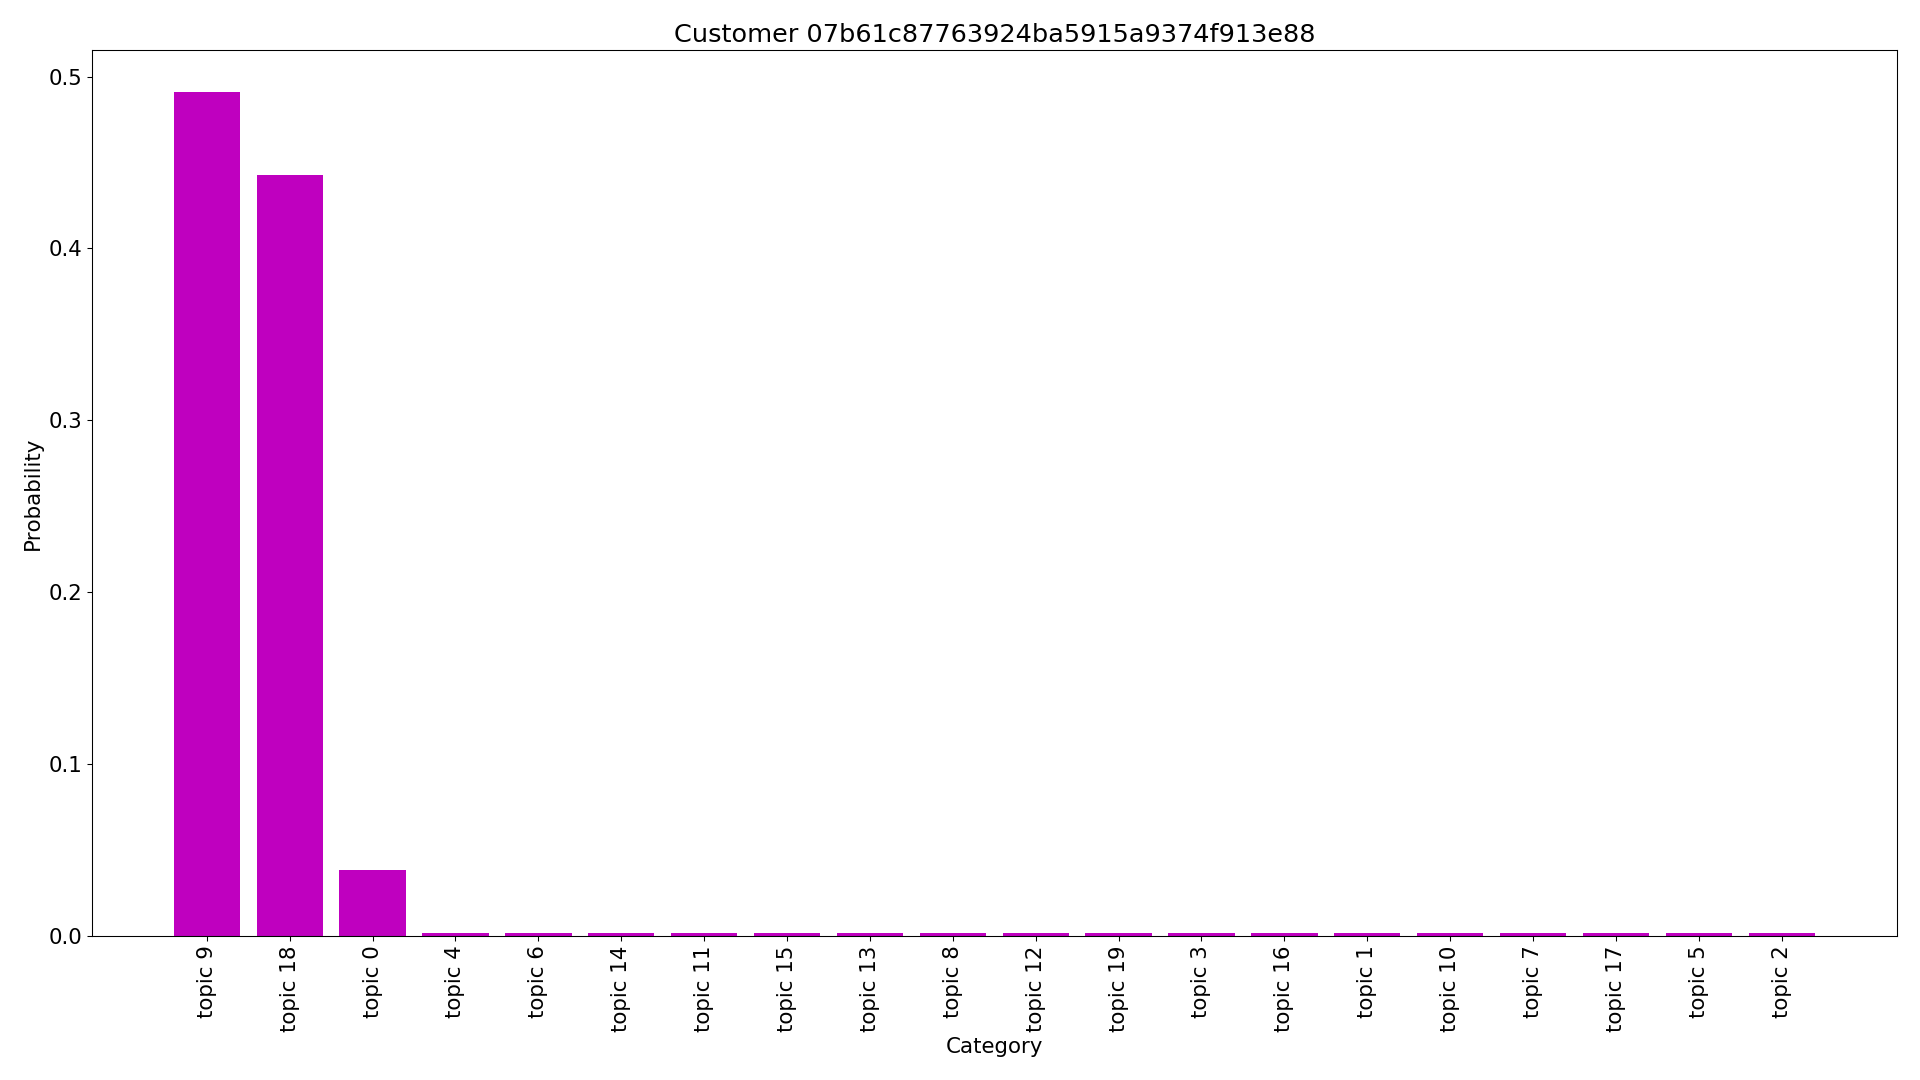 Customer 07b61c87763924ba5915a9374f913e88
0.5
0.4
0.3
0.2
0.1
0.0
Probability
topic 9
topic 18
topic 0
topic 4
topic 6
topic 14
topic 11
topic 15
topic 13
topic 8
topic 12
topic 19
topic 3
topic 16
topic 1
topic 10
topic 7
topic 17
topic 5
topic 2
Category